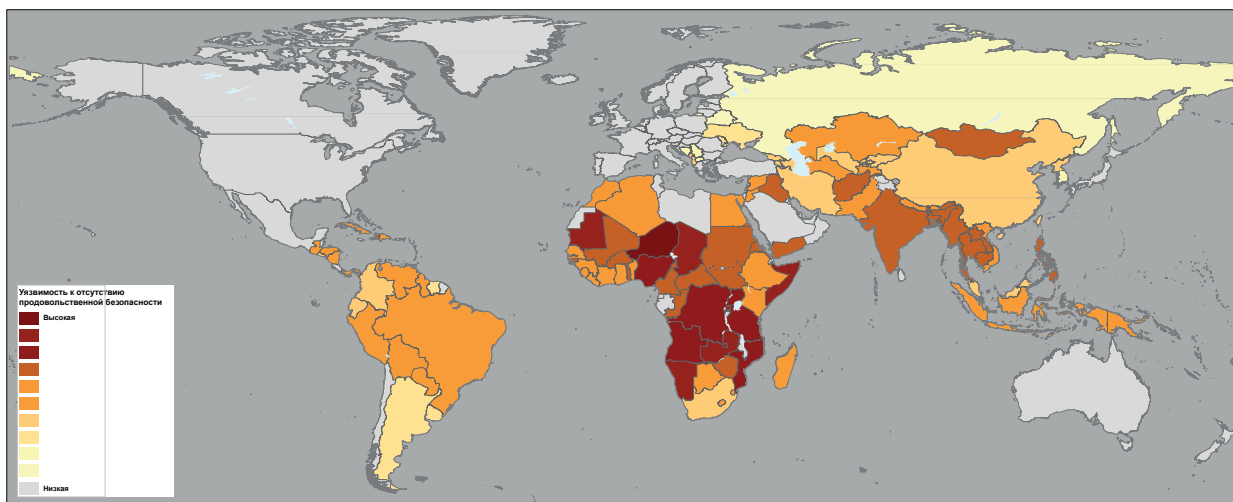 Уязвимость к отсутствию
продовольственной безопасности
Высокая
Низкая